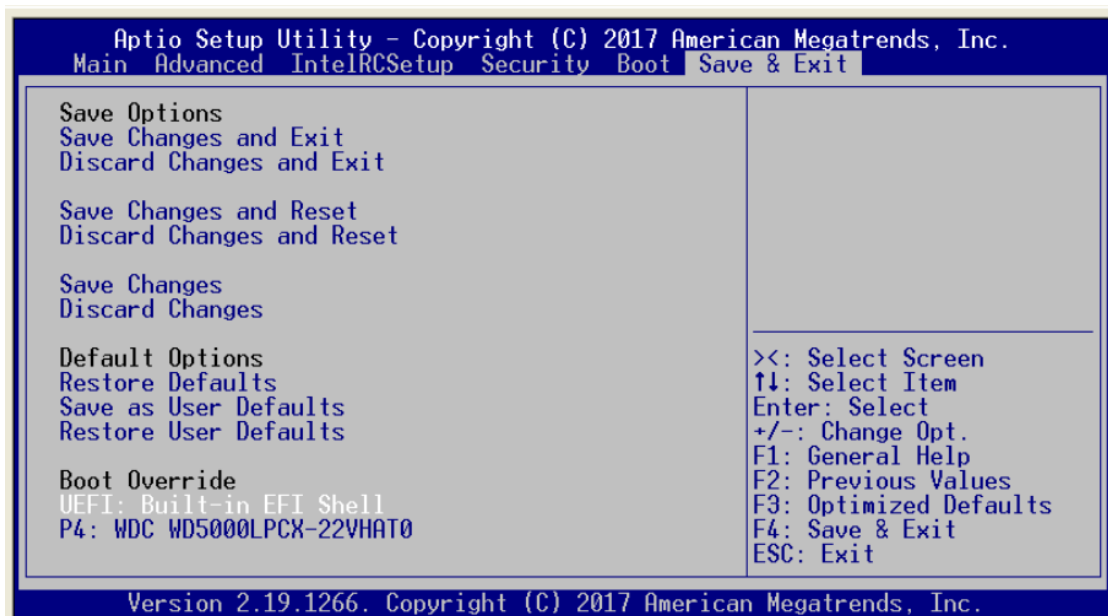 Aptio Setup Utility – Copyright (C) 2017 American Megatrends, Inc.
Main Advanced IntelRCSetup Security Boot Save & Exit
Save Options
Save Changes and Exit
Discard Changes and Exit
Save Changes and Reset
Discard Changes and Reset
Save Changes
Discard Changes
Default Options
Restore Defaults
Save as User Defaults
Restore User Defaults
Boot Override
UEFI: Built-in EFI Shell
P4: WDC WD5000LPCX-22VHAT0
><: Select Screen
↑↓: Select Item
Enter: Select
+/-: Change Opt.
F1: General Help
F2: Previous Values
F3: Optimized Defaults
F4: Save & Exit
ESC: Exit
Version 2.19.1266. Copyright (C) 2017 American Megatrends, Inc.